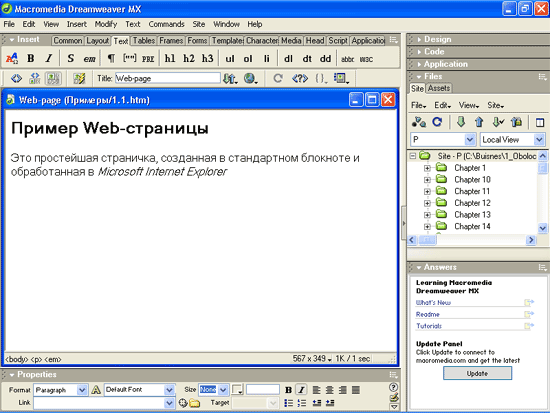 Macromedia Dreamweaver MX
File Edit View Insert Modify Text Commands Site Window Help
Insert Common Layout Text Tables Frames Forms Templates Characters Media Head Script Application
B I S em ¶ [""] PRE h1 h2 h3 ul ol li dl dt dd abbr W3C
Title: Web-page
Web-page (Примеры/1.1.htm)
Пример Web-страницы
Это простейшая страничка, созданная в стандартном блокноте и
обработанная в Microsoft Internet Explorer
<body> <p> <em> 567 x 349 1K / 1 sec
Properties
Format Paragraph Default Font Size None B I
Link Target
Design
Code
Application
Files
Site Assets
File Edit View Site
P Local View
Site - P (C:\Buisnes\1_Oboloc
Chapter 1
Chapter 10
Chapter 11
Chapter 12
Chapter 13
Chapter 14
Answers
Learning Macromedia
Dreamweaver MX
What's New
Readme
Tutorials
Update Panel
Click Update to connect to
macromedia.com and get the latest
Update